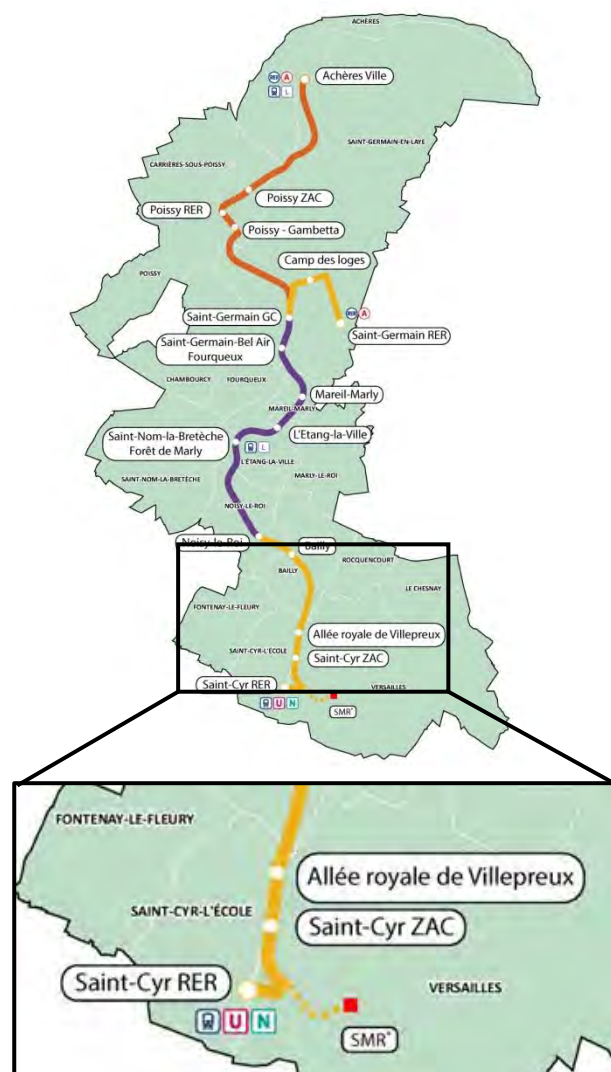 ACHÈRES
RER A
Achères Ville
L
SAINT-GERMAIN-EN-LAYE
CARRIÈRES-SOUS-POISSY
Poissy ZAC
Poissy RER
Poissy - Gambetta
Camp des loges
POISSY
Saint-Germain GC
RER A
Saint-Germain RER
Saint-Germain-Bel Air
Fourqueux
CHAMBOURCY
FOURQUEUX
Mareil-Marly
MAREIL-MARLY
L'Etang-la-Ville
Saint-Nom-la-Bretèche
Forêt de Marly
L
L'ÉTANG-LA-VILLE
SAINT-NOM-LA-BRETÈCHE
MARLY-LE-ROI
NOISY-LE-ROI
Noisy-le-Roi
Bailly
ROCQUENCOURT
BAILLY
LE CHESNAY
FONTENAY-LE-FLEURY
Allée royale de Villepreux
SAINT-CYR-L'ÉCOLE
Saint-Cyr ZAC
Saint-Cyr RER
VERSAILLES
U N
SMR*
FONTENAY-LE-FLEURY
Allée royale de Villepreux
SAINT-CYR-L'ÉCOLE
Saint-Cyr ZAC
Saint-Cyr RER
VERSAILLES
U N
SMR*